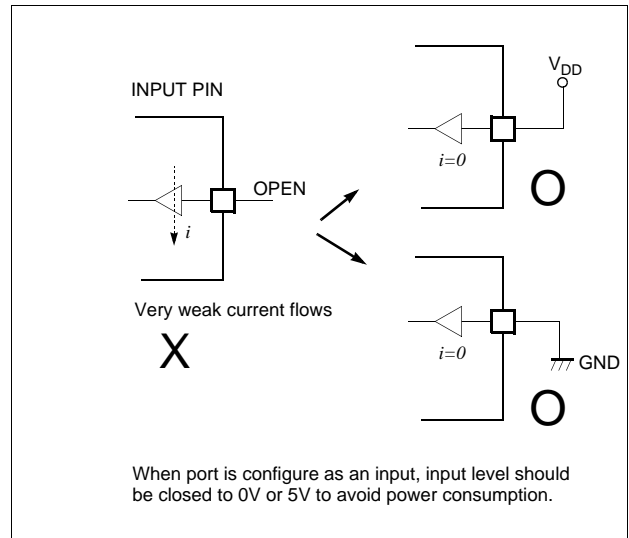 INPUT PIN
OPEN
i
Very weak current flows
X
VDD
i=0
O
i=0
GND
O
When port is configure as an input, input level should
be closed to 0V or 5V to avoid power consumption.